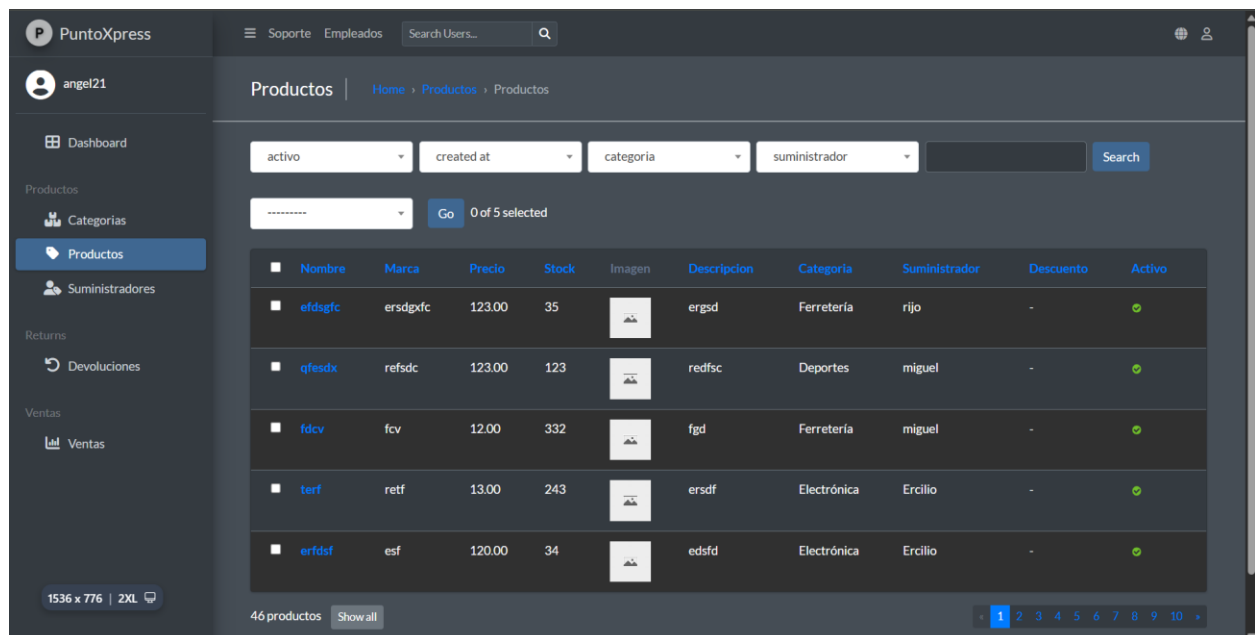 P PuntoXpress
Soporte Empleados Search Users...
angel21
Productos Home › Productos › Productos
Dashboard
activo created at categoria suministrador Search
Productos
Categorias
--------- Go 0 of 5 selected
Productos
Suministradores
Nombre Marca Precio Stock Imagen Descripcion Categoria Suministrador Descuento Activo
efdsgfc ersdgxfc 123.00 35 ergsd Ferretería rijo -
Returns
Devoluciones
qfesdx refsdc 123.00 123 redfsc Deportes miguel -
Ventas
Ventas
fdcv fcv 12.00 332 fgd Ferretería miguel -
terf retf 13.00 243 ersdf Electrónica Ercilio -
erfdsf esf 120.00 34 edsfd Electrónica Ercilio -
1536 x 776 | 2XL
46 productos Show all « 1 2 3 4 5 6 7 8 9 10 »